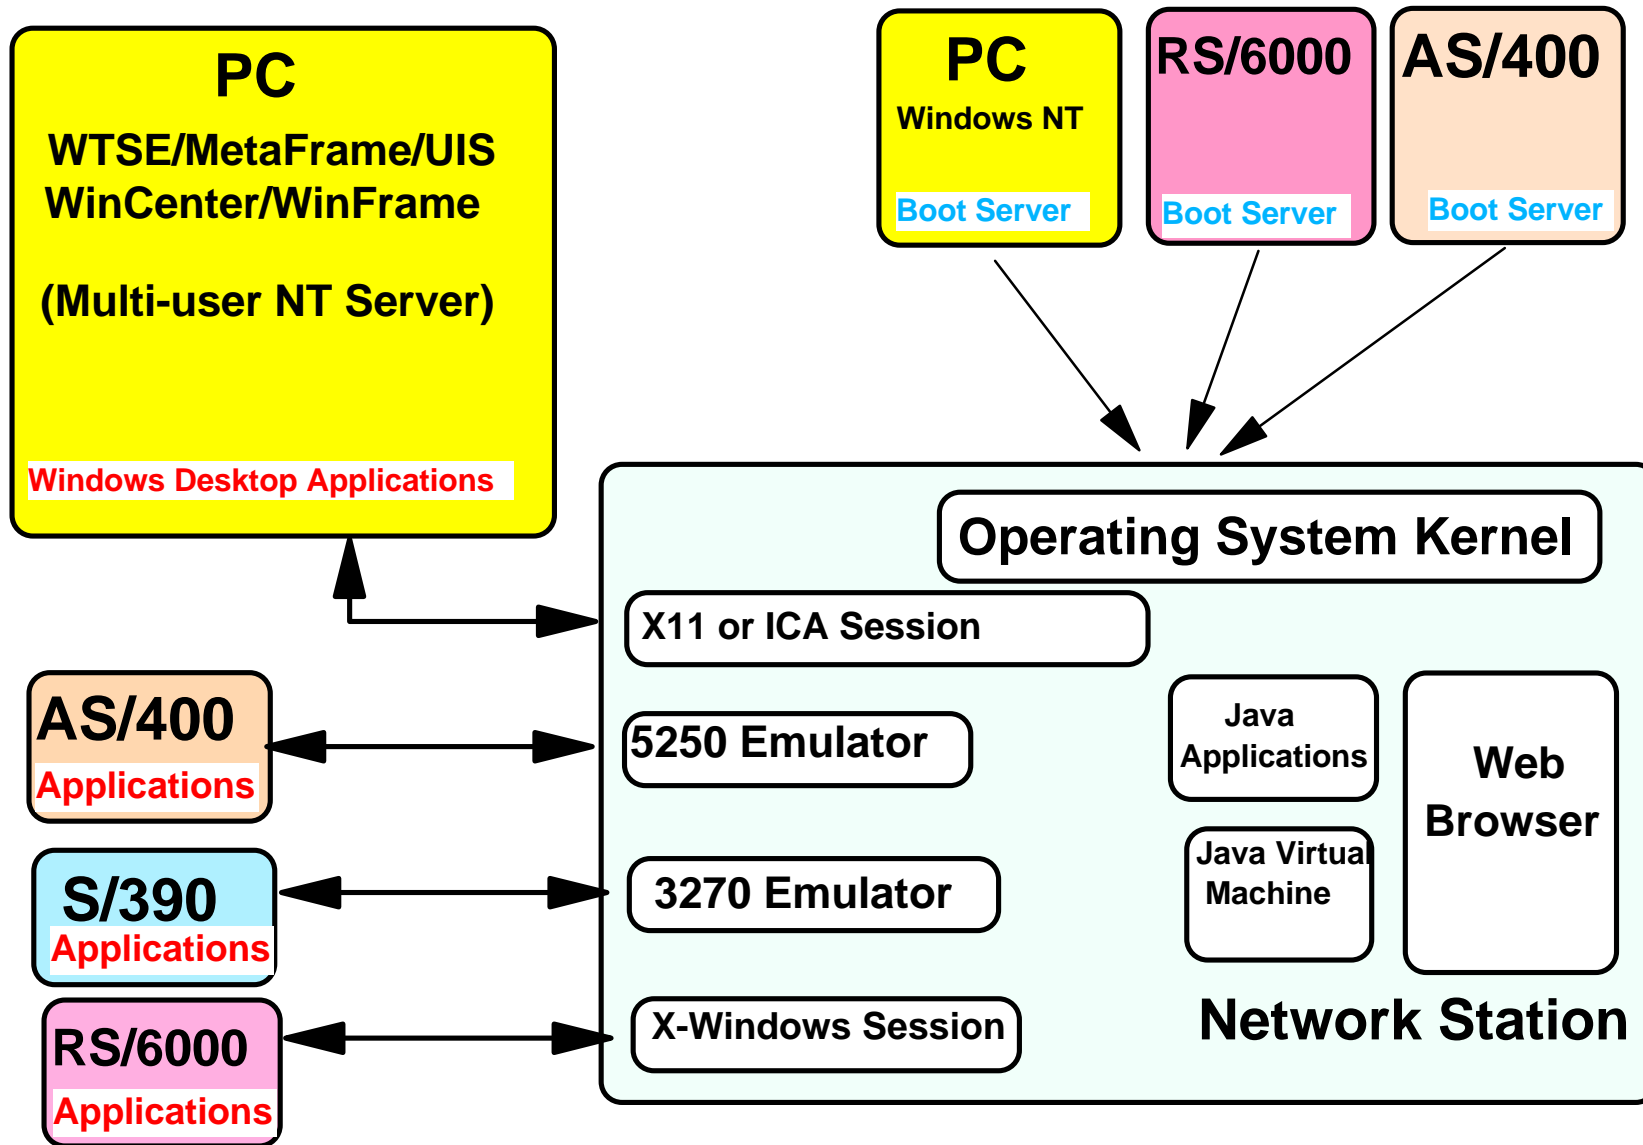 PC
WTSE/MetaFrame/UIS
WinCenter/WinFrame
(Multi-user NT Server)
Windows Desktop Applications
PC
Windows NT
Boot Server
RS/6000
Boot Server
AS/400
Boot Server
Operating System Kernel
X11 or ICA Session
AS/400
Applications
5250 Emulator
Java
Applications
Web
Browser
S/390
Applications
3270 Emulator
Java Virtual
Machine
RS/6000
Applications
X-Windows Session
Network Station